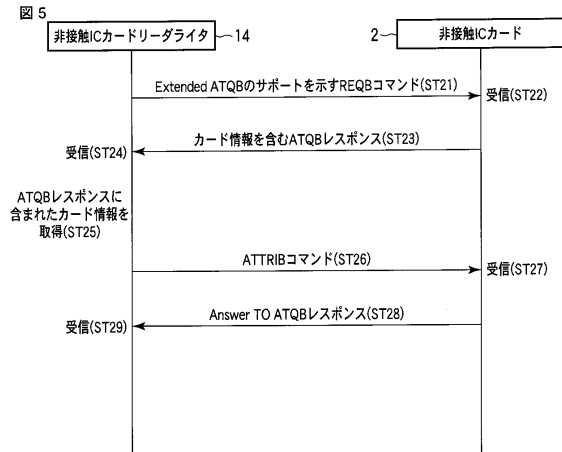 図5
非接触ICカードリーダライタ 14
2 非接触ICカード
Extended ATQBのサポートを示すREQBコマンド(ST21)
受信(ST22)
カード情報を含むATQBレスポンス(ST23)
受信(ST24)
ATQBレスポンスに
含まれたカード情報を
取得(ST25)
ATTRIBコマンド(ST26)
受信(ST27)
Answer TO ATQBレスポンス(ST28)
受信(ST29)